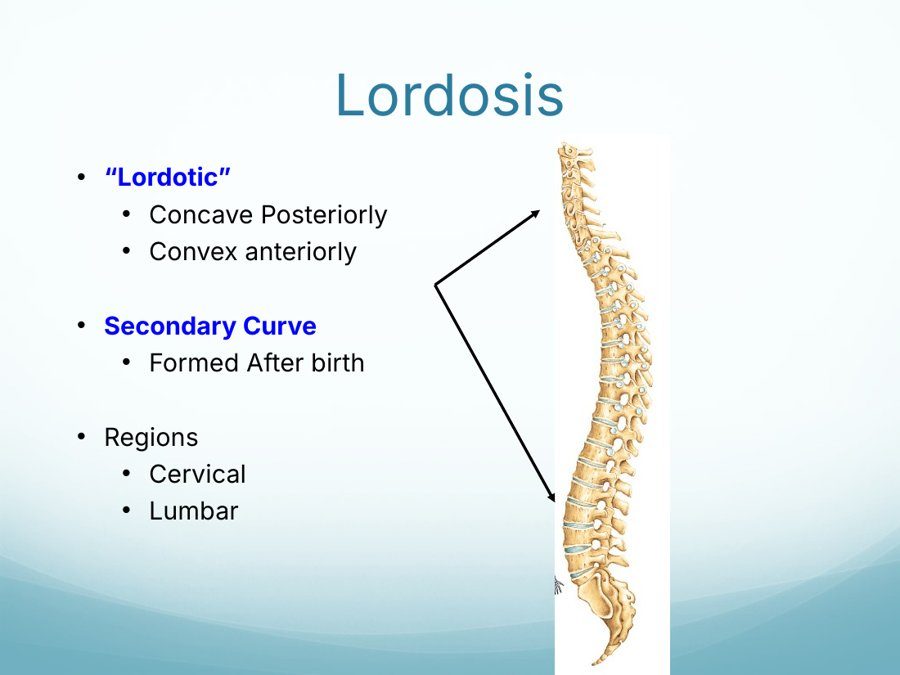 Lordosis
• “Lordotic”
• Concave Posteriorly
• Convex anteriorly
• Secondary Curve
• Formed After birth
• Regions
• Cervical
• Lumbar